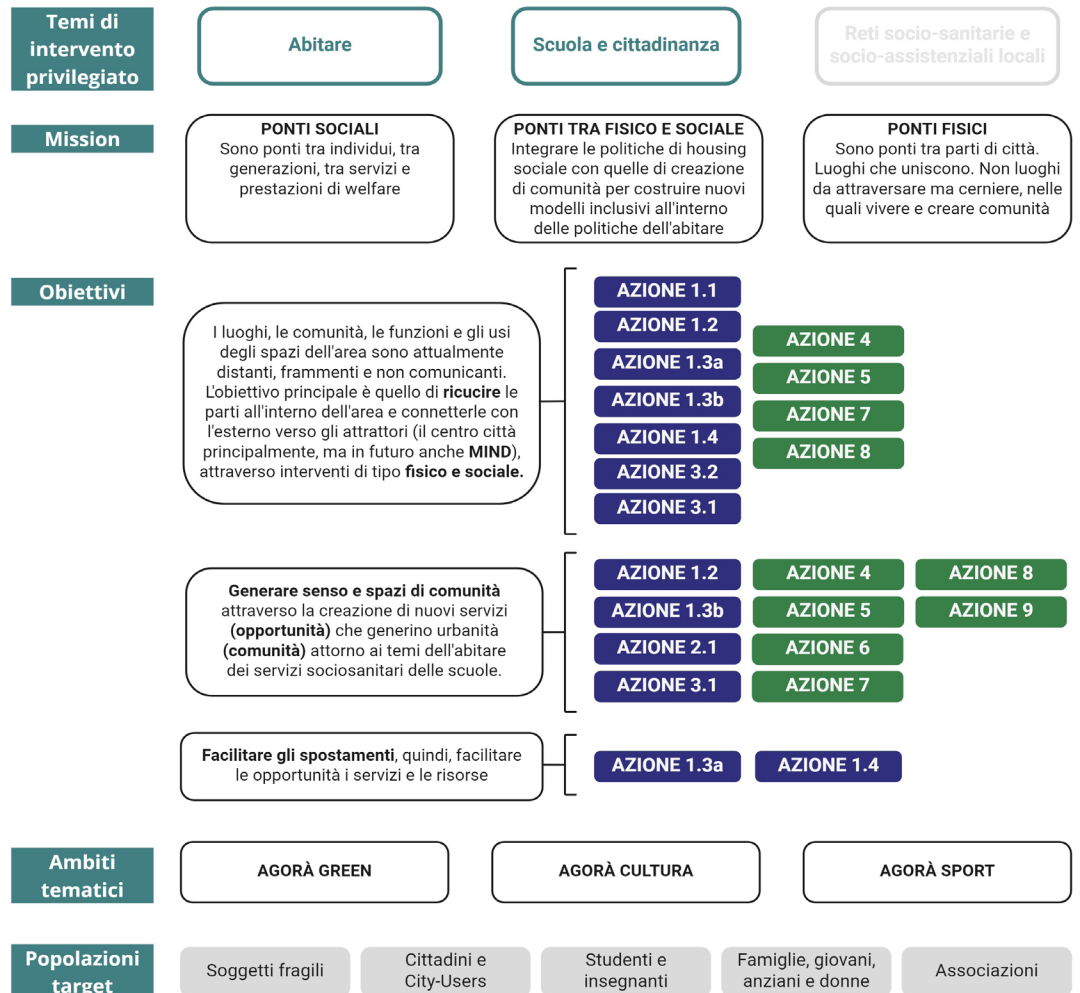 Temi di
intervento
privilegiato
Abitare
Scuola e cittadinanza
Reti socio-sanitarie e
socio-assistenziali locali
Mission
PONTI SOCIALI
Sono ponti tra individui, tra
generazioni, tra servizi e
prestazioni di welfare
PONTI TRA FISICO E SOCIALE
Integrare le politiche di housing
sociale con quelle di creazione
di comunità per costruire nuovi
modelli inclusivi all'interno
delle politiche dell'abitare
PONTI FISICI
Sono ponti tra parti di città.
Luoghi che uniscono. Non luoghi
da attraversare ma cerniere, nelle
quali vivere e creare comunità
Obiettivi
I luoghi, le comunità, le funzioni e gli usi
degli spazi dell'area sono attualmente
distanti, frammenti e non comunicanti.
L'obiettivo principale è quello di ricucire le
parti all'interno dell'area e connetterle con
l'esterno verso gli attrattori (il centro città
principalmente, ma in futuro anche MIND),
attraverso interventi di tipo fisico e sociale.
AZIONE 1.1
AZIONE 1.2
AZIONE 1.3a
AZIONE 1.3b
AZIONE 1.4
AZIONE 3.2
AZIONE 3.1
AZIONE 4
AZIONE 5
AZIONE 7
AZIONE 8
Generare senso e spazi di comunità
attraverso la creazione di nuovi servizi
(opportunità) che generino urbanità
(comunità) attorno ai temi dell'abitare
dei servizi sociosanitari delle scuole.
AZIONE 1.2
AZIONE 1.3b
AZIONE 2.1
AZIONE 3.1
AZIONE 4
AZIONE 5
AZIONE 6
AZIONE 7
AZIONE 8
AZIONE 9
Facilitare gli spostamenti, quindi, facilitare
le opportunità i servizi e le risorse
AZIONE 1.3a
AZIONE 1.4
Ambiti
tematici
AGORÀ GREEN
AGORÀ CULTURA
AGORÀ SPORT
Popolazioni
target
Soggetti fragili
Cittadini e
City-Users
Studenti e
insegnanti
Famiglie, giovani,
anziani e donne
Associazioni